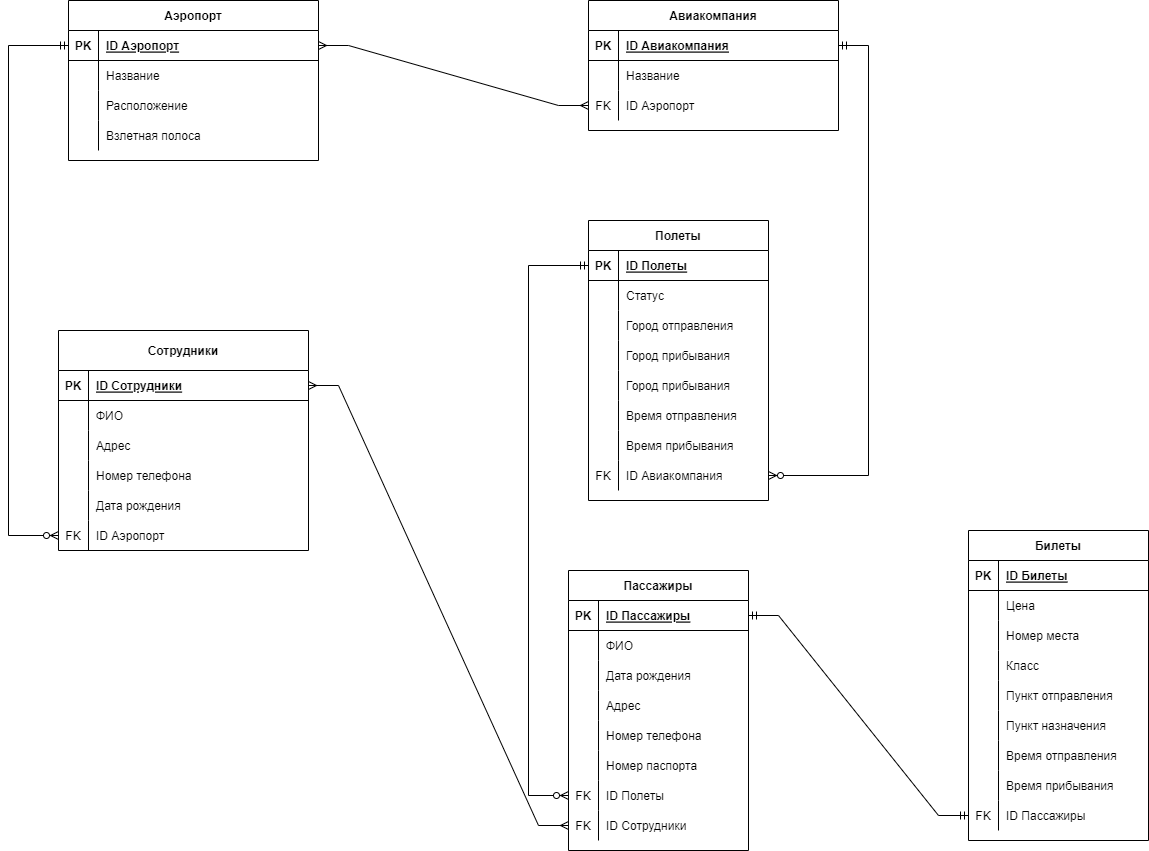 Аэропорт
PK ID Аэропорт
Название
Расположение
Взлетная полоса
Авиакомпания
PK ID Авиакомпания
Название
FK ID Аэропорт
Полеты
PK ID Полеты
Статус
Город отправления
Город прибывания
Город прибывания
Время отправления
Время прибывания
FK ID Авиакомпания
Сотрудники
PK ID Сотрудники
ФИО
Адрес
Номер телефона
Дата рождения
FK ID Аэропорт
Пассажиры
PK ID Пассажиры
ФИО
Дата рождения
Адрес
Номер телефона
Номер паспорта
FK ID Полеты
FK ID Сотрудники
Билеты
PK ID Билеты
Цена
Номер места
Класс
Пункт отправления
Пункт назначения
Время отправления
Время прибывания
FK ID Пассажиры